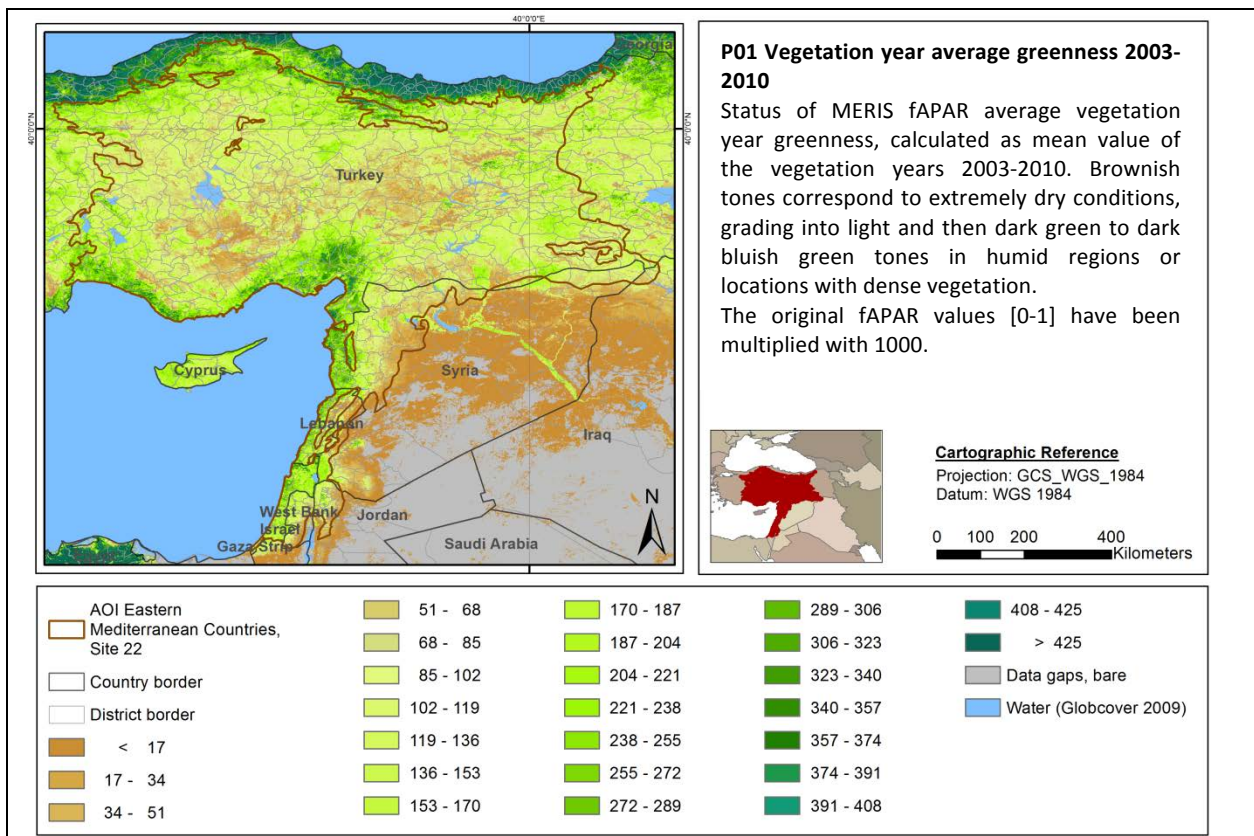 40°0'0"E
40°0'0"N
40°0'0"N
Georgia
Turkey
Cyprus
Syria
Lebanon
Iraq
West Bank
Israel
Jordan
Gaza Strip
Saudi Arabia
N
P01 Vegetation year average greenness 2003-
2010
Status of MERIS fAPAR average vegetation
year greenness, calculated as mean value of
the vegetation years 2003-2010. Brownish
tones correspond to extremely dry conditions,
grading into light and then dark green to dark
bluish green tones in humid regions or
locations with dense vegetation.
The original fAPAR values [0-1] have been
multiplied with 1000.
Cartographic Reference
Projection: GCS_WGS_1984
Datum: WGS 1984
0 100 200 400
Kilometers
AOI Eastern
Mediterranean Countries,
Site 22
Country border
District border
< 17
17 - 34
34 - 51
51 - 68
68 - 85
85 - 102
102 - 119
119 - 136
136 - 153
153 - 170
170 - 187
187 - 204
204 - 221
221 - 238
238 - 255
255 - 272
272 - 289
289 - 306
306 - 323
323 - 340
340 - 357
357 - 374
374 - 391
391 - 408
408 - 425
> 425
Data gaps, bare
Water (Globcover 2009)